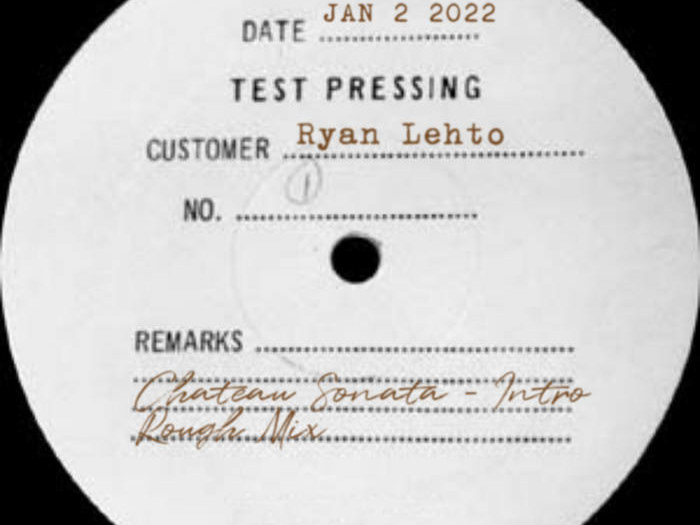 DATE JAN 2 2022
TEST PRESSING
CUSTOMER Ryan Lehto
NO. 1
REMARKS
Chateau Sonata - Intro
Rough Mix